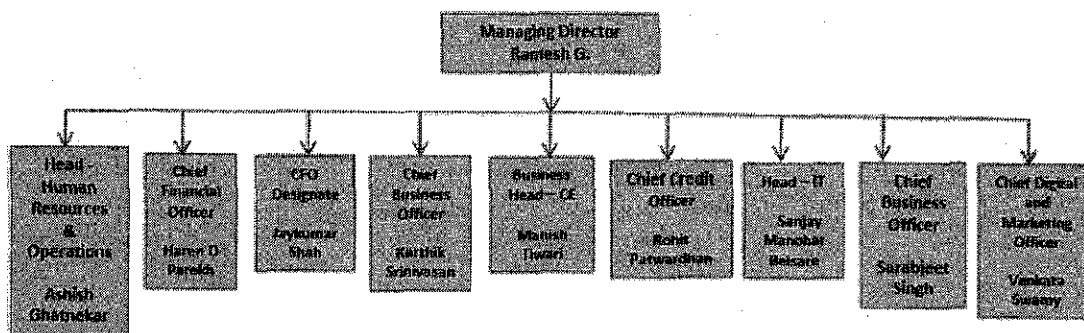 Managing Director
Ramesh G.
Head -
Human
Resources
&
Operations
Ashish
Ghatnekar
Chief
Financial
Officer
Haren D
Parekh
CFO
Designate
Jaykumar
Shah
Chief
Business
Officer
Karthik
Srinivasan
Business
Head – CE
Manish
Tiwari
Chief Credit
Officer
Rohit
Patwardhan
Head – IT
Sanjay
Manohar
Belsare
Chief
Business
Officer
Sarabjeet
Singh
Chief Digital
and
Marketing
Officer
Venkata
Swamy